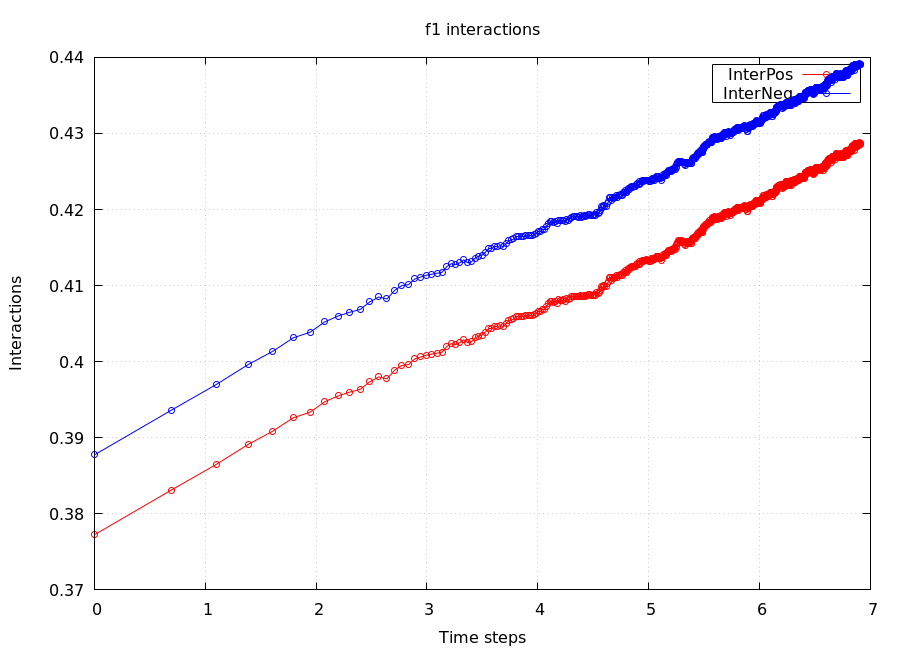 f1 interactions
0.44
0.43
0.42
0.41
0.4
0.39
0.38
0.37
0 1 2 3 4 5 6 7
Interactions
Time steps
InterPos
InterNeg